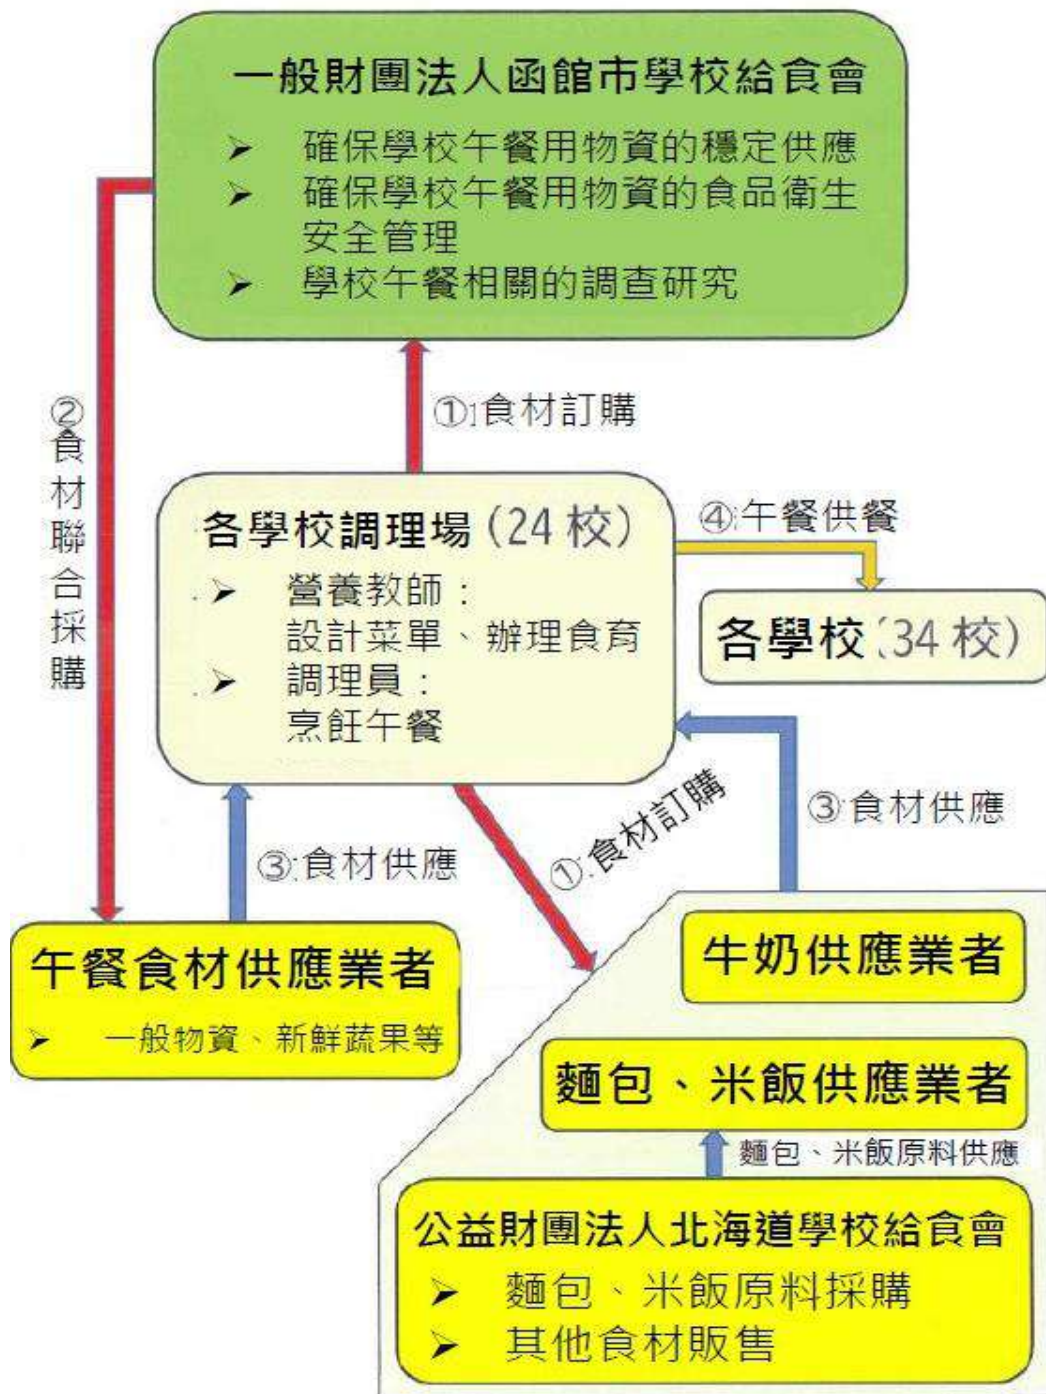 一般財團法人函館市學校給食會
➢ 確保學校午餐用物資的穩定供應
➢ 確保學校午餐用物資的食品衛生
安全管理
➢ 學校午餐相關的調查研究
①:食材訂購
②食材聯合採購
各學校調理場(24校)
➢ 營養教師:
設計菜單、辦理食育
➢ 調理員:
烹飪午餐
④:午餐供餐
各學校(34校)
③:食材供應
①:食材訂購
③:食材供應
午餐食材供應業者
➢ 一般物資、新鮮蔬果等
牛奶供應業者
麵包、米飯供應業者
麵包、米飯原料供應
公益財團法人北海道學校給食會
➢ 麵包、米飯原料採購
➢ 其他食材販售